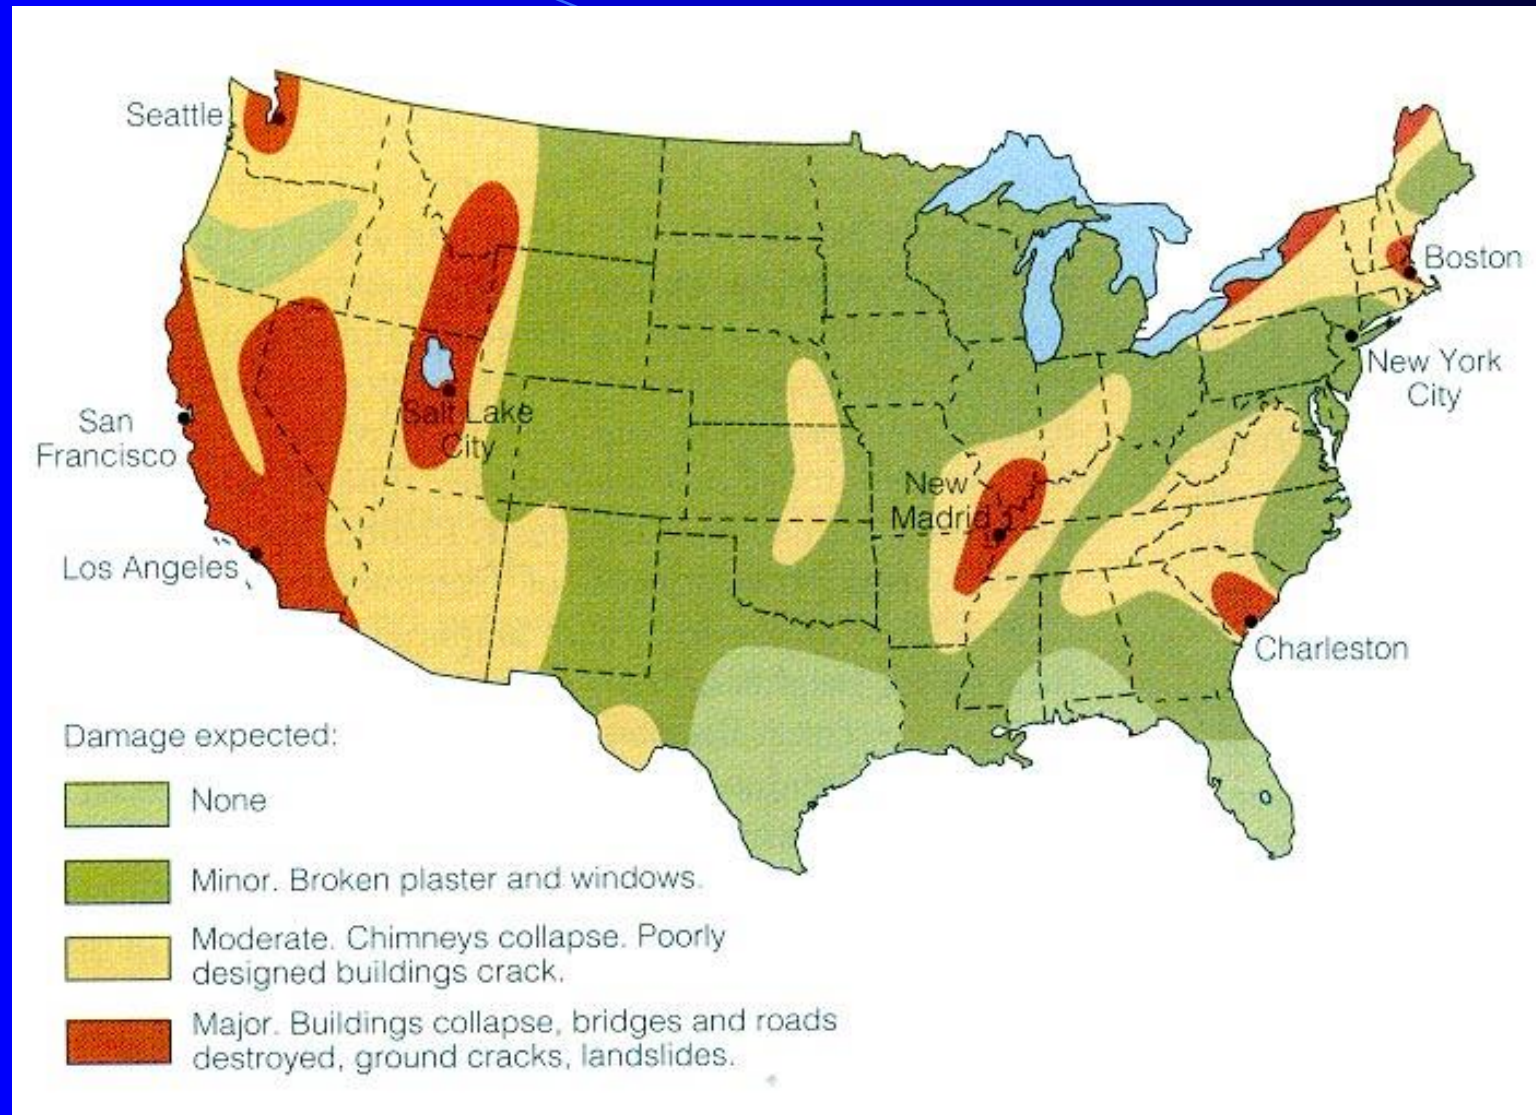 Seattle
Boston
New York
City
San
Francisco
Salt Lake
City
New
Madrid
Los Angeles
Charleston
Damage expected:
None
Minor. Broken plaster and windows.
Moderate. Chimneys collapse. Poorly
designed buildings crack.
Major. Buildings collapse, bridges and roads
destroyed, ground cracks, landslides.